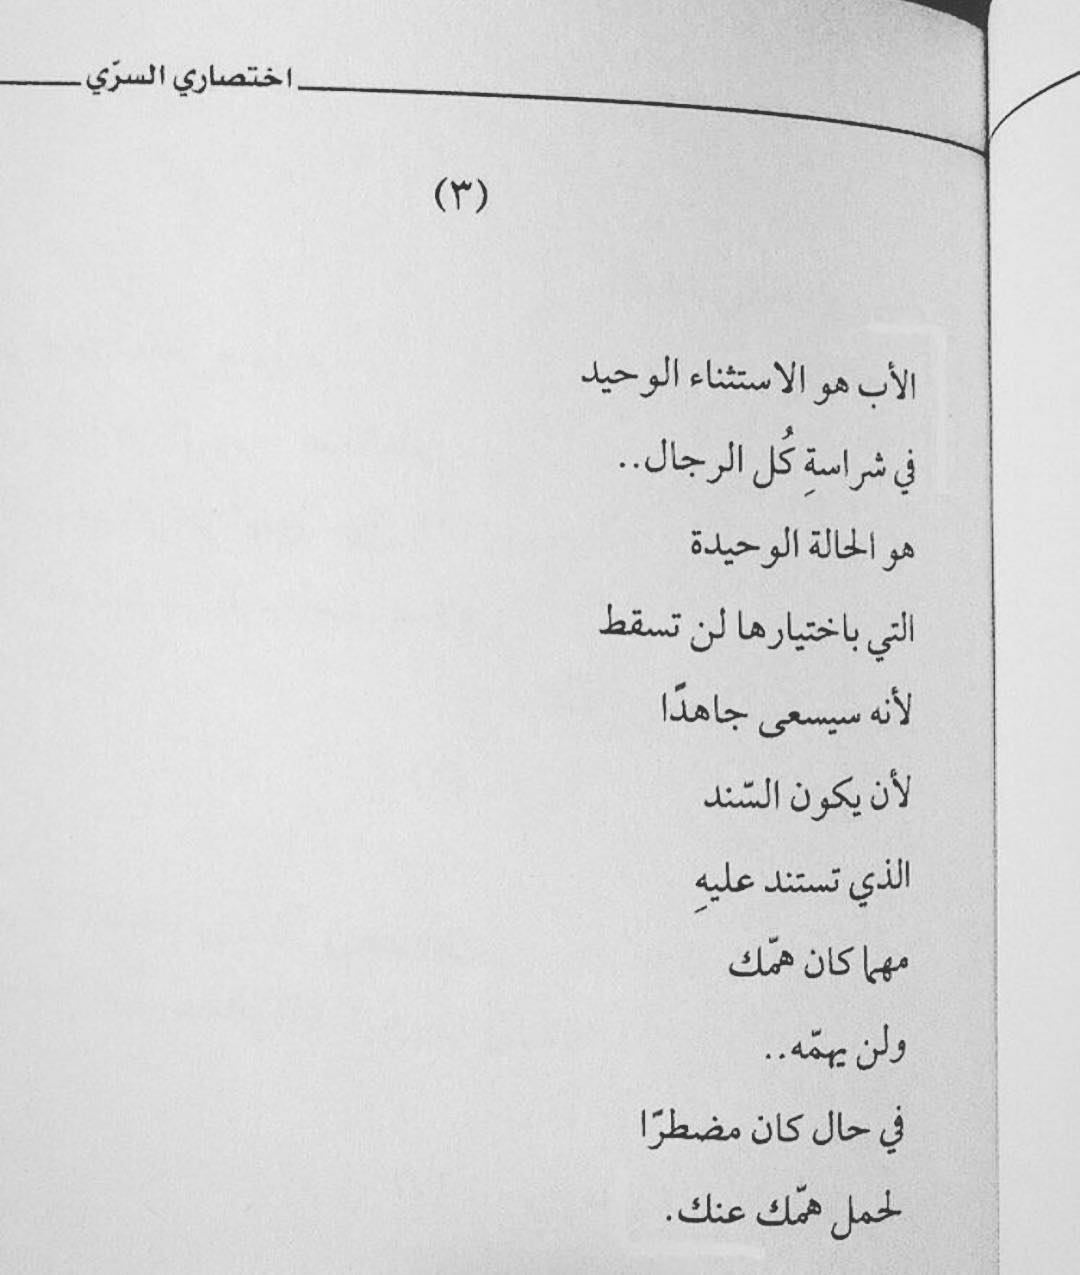 اختصاري السرّي
(٣)
الأب هو الاستثناء الوحيد
في شراسةِ كُل الرجال..
هو الحالة الوحيدة
التي باختيارها لن تسقط
لأنه سيسعى جاهدًا
لأن يكون السّند
الذي تستند عليهِ
مهما كان همّك
ولن يهمّه..
في حال كان مضطرًا
لحمل همّك عنك.